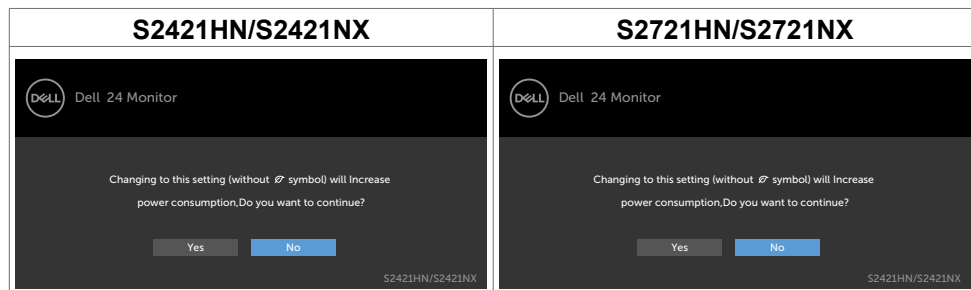 S2421HN/S2421NX
S2721HN/S2721NX
DELL Dell 24 Monitor
Changing to this setting (without symbol) will Increase
power consumption,Do you want to continue?
Yes No
S2421HN/S2421NX
DELL Dell 24 Monitor
Changing to this setting (without symbol) will Increase
power consumption,Do you want to continue?
Yes No
S2421HN/S2421NX